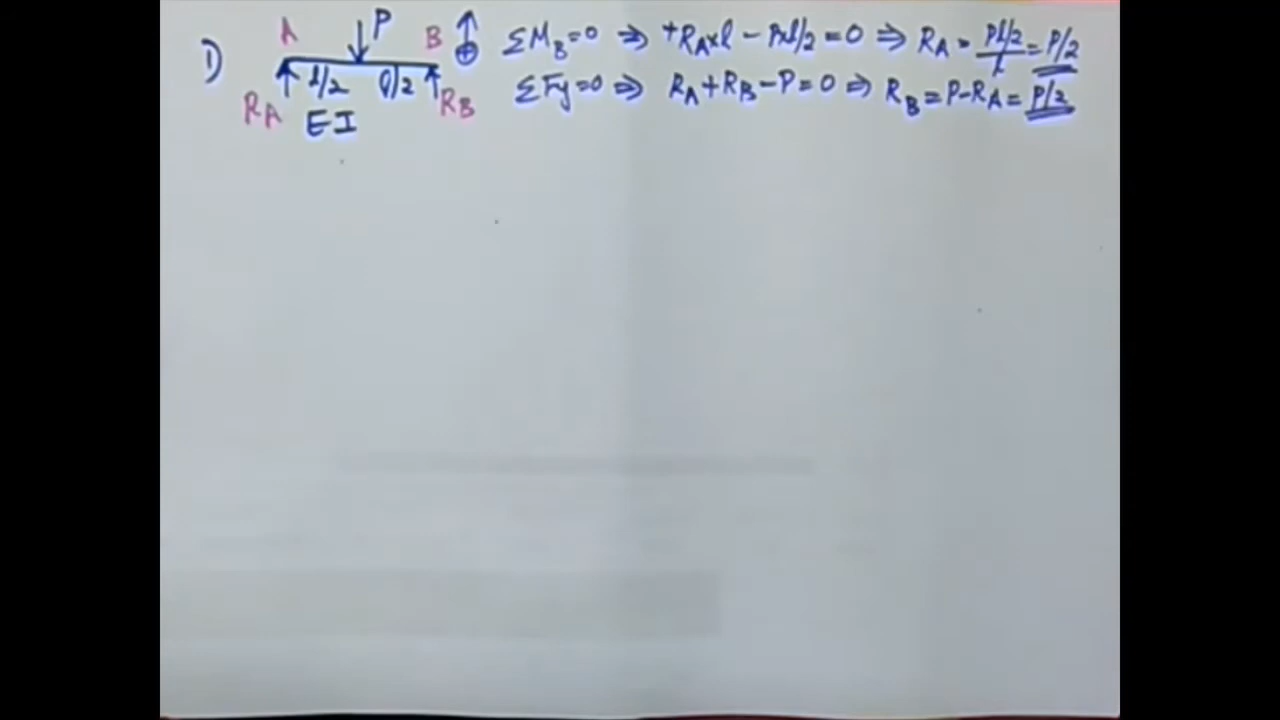 1) A P B ΣM_B=0 ⇒ +R_A×l - P×l/2=0 ⇒ R_A = Pl/2/l = P/2
R_A l/2 l/2 R_B ΣFy=0 ⇒ R_A+R_B-P=0 ⇒ R_B=P-R_A=P/2
EI